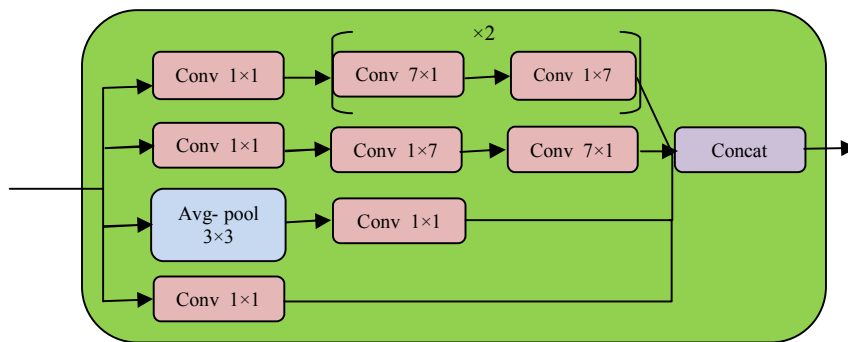 ×2
Conv 1×1
Conv 7×1
Conv 1×7
Conv 1×1
Conv 1×7
Conv 7×1
Concat
Avg- pool
3×3
Conv 1×1
Conv 1×1